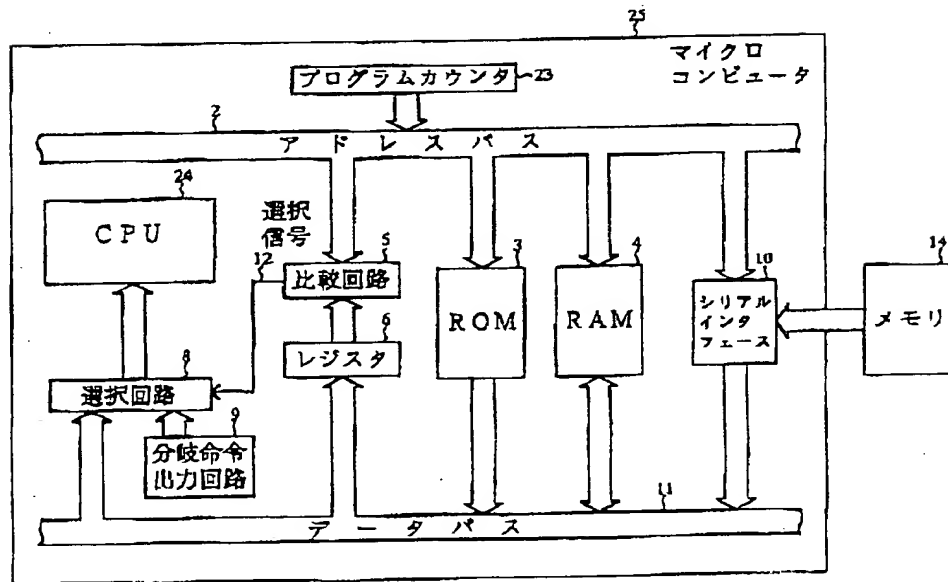 25
マイクロ
コンピュータ
プログラムカウンタ
23
2
アドレスバス
24
CPU
選択
信号
12
5
比較回路
6
レジスタ
3
ROM
4
RAM
10
シリアル
インタ
フェース
14
メモリ
8
選択回路
9
分岐命令
出力回路
11
データバス